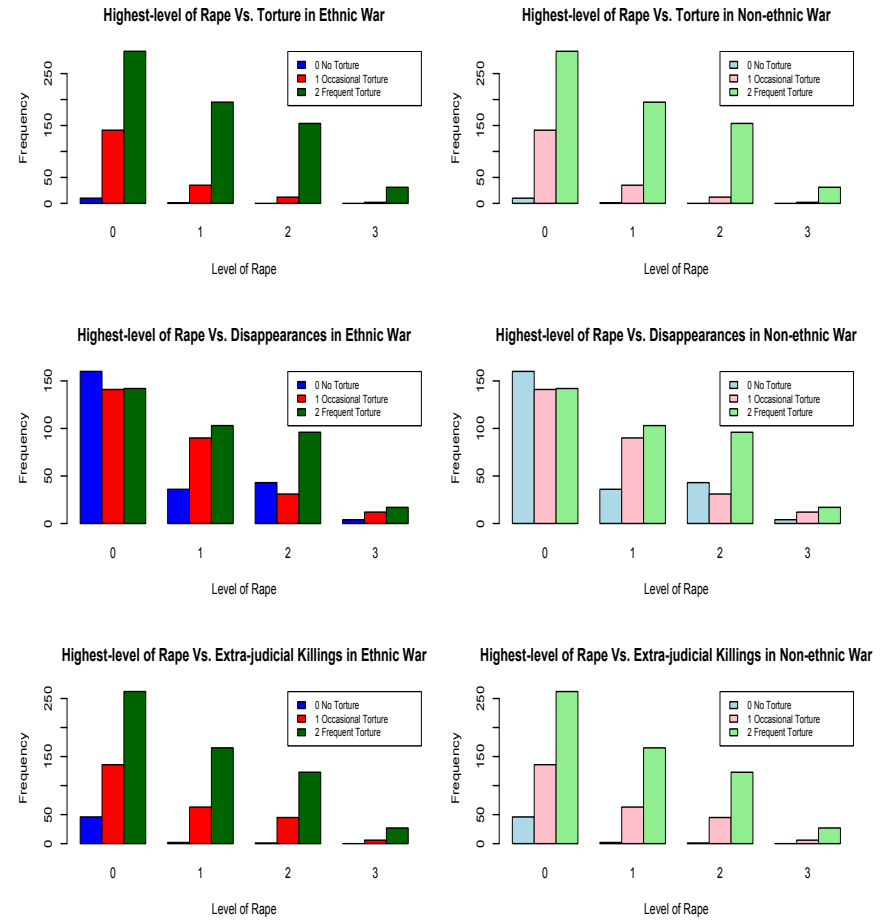 Highest-level of Rape Vs. Torture in Ethnic War
Frequency
0 50 150 250
0 No Torture
1 Occasional Torture
2 Frequent Torture
0 1 2 3
Level of Rape
Highest-level of Rape Vs. Torture in Non-ethnic War
Frequency
0 50 150 250
0 No Torture
1 Occasional Torture
2 Frequent Torture
0 1 2 3
Level of Rape
Highest-level of Rape Vs. Disappearances in Ethnic War
Frequency
0 50 100 150
0 No Torture
1 Occasional Torture
2 Frequent Torture
0 1 2 3
Level of Rape
Highest-level of Rape Vs. Disappearances in Non-ethnic War
Frequency
0 50 100 150
0 No Torture
1 Occasional Torture
2 Frequent Torture
0 1 2 3
Level of Rape
Highest-level of Rape Vs. Extra-judicial Killings in Ethnic War
Frequency
0 50 150 250
0 No Torture
1 Occasional Torture
2 Frequent Torture
0 1 2 3
Level of Rape
Highest-level of Rape Vs. Extra-judicial Killings in Non-ethnic War
Frequency
0 50 150 250
0 No Torture
1 Occasional Torture
2 Frequent Torture
0 1 2 3
Level of Rape